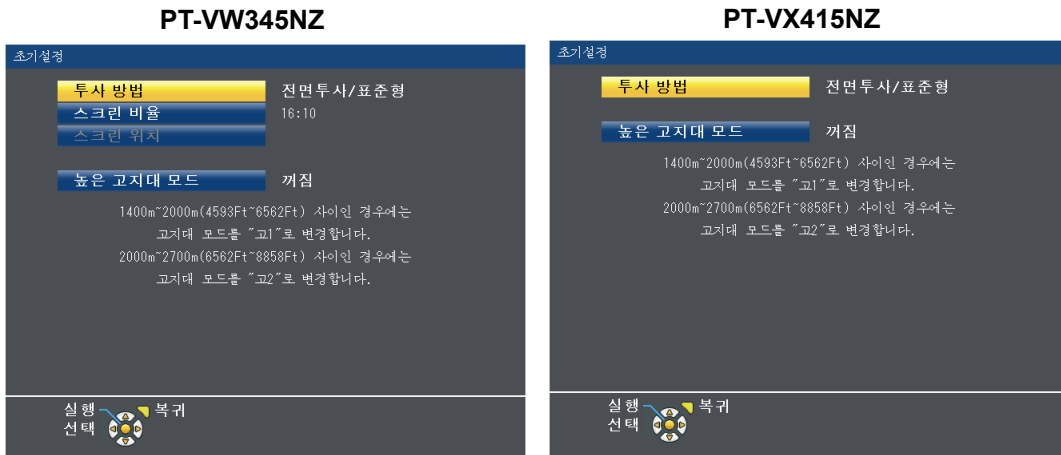 PT-VW345NZ
초기설정
투사 방법 전면투사/표준형
스크린 비율 16:10
스크린 위치
높은 고지대 모드 꺼짐
1400m~2000m(4593Ft~6562Ft) 사이인 경우에는
고지대 모드를 "고1"로 변경합니다.
2000m~2700m(6562Ft~8858Ft) 사이인 경우에는
고지대 모드를 "고2"로 변경합니다.
실행 복귀
선택
PT-VX415NZ
초기설정
투사 방법 전면투사/표준형
높은 고지대 모드 꺼짐
1400m~2000m(4593Ft~6562Ft) 사이인 경우에는
고지대 모드를 "고1"로 변경합니다.
2000m~2700m(6562Ft~8858Ft) 사이인 경우에는
고지대 모드를 "고2"로 변경합니다.
실행 복귀
선택